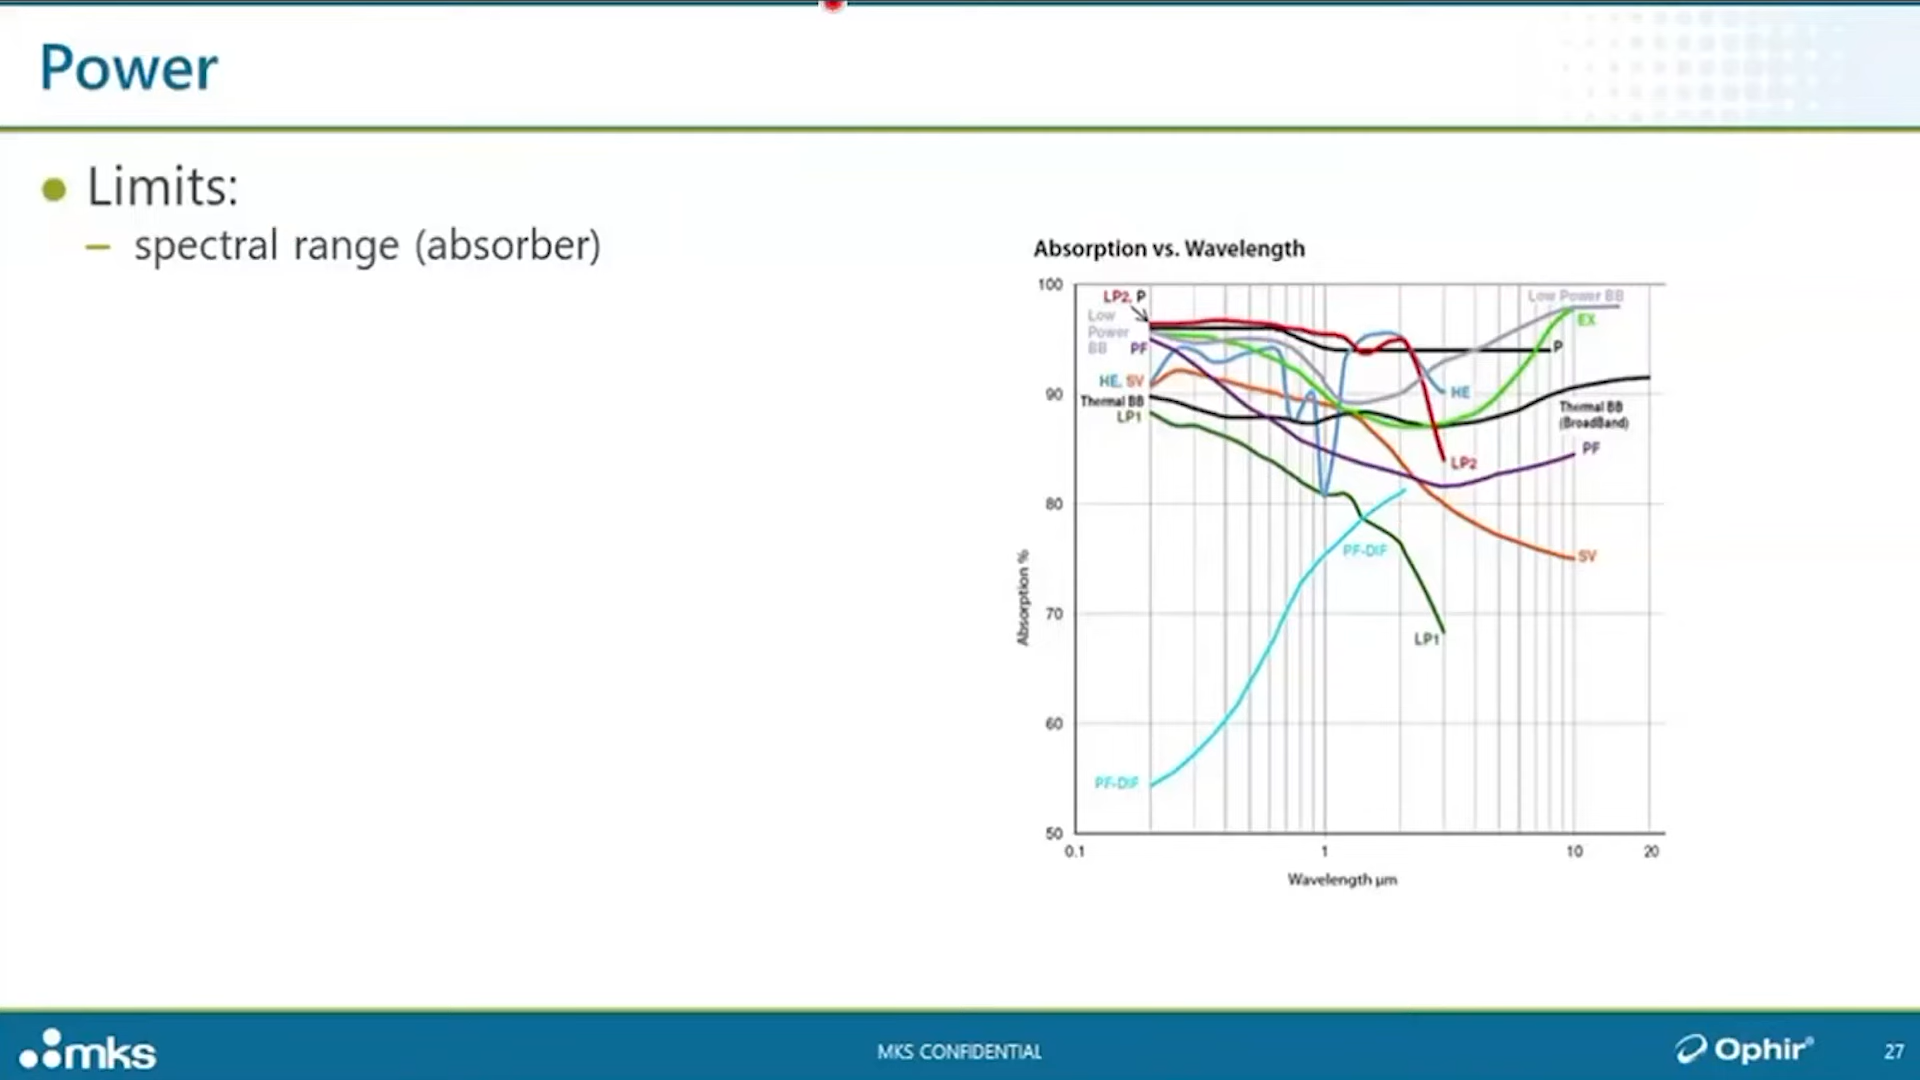 Power
Limits:
– spectral range (absorber)
Absorption vs. Wavelength
100
90
80
70
60
50
Absorption %
LP2, P
Low
Power
BB
PF
HE, SV
Thermal BB
LP1
PF-DIF
Low Power BB
EX
P
HE
Thermal BB
(BroadBand)
PF
LP2
PF-DIF
SV
LP1
0.1
1
10
20
Wavelength µm
mks
MKS CONFIDENTIAL
Ophir®
27